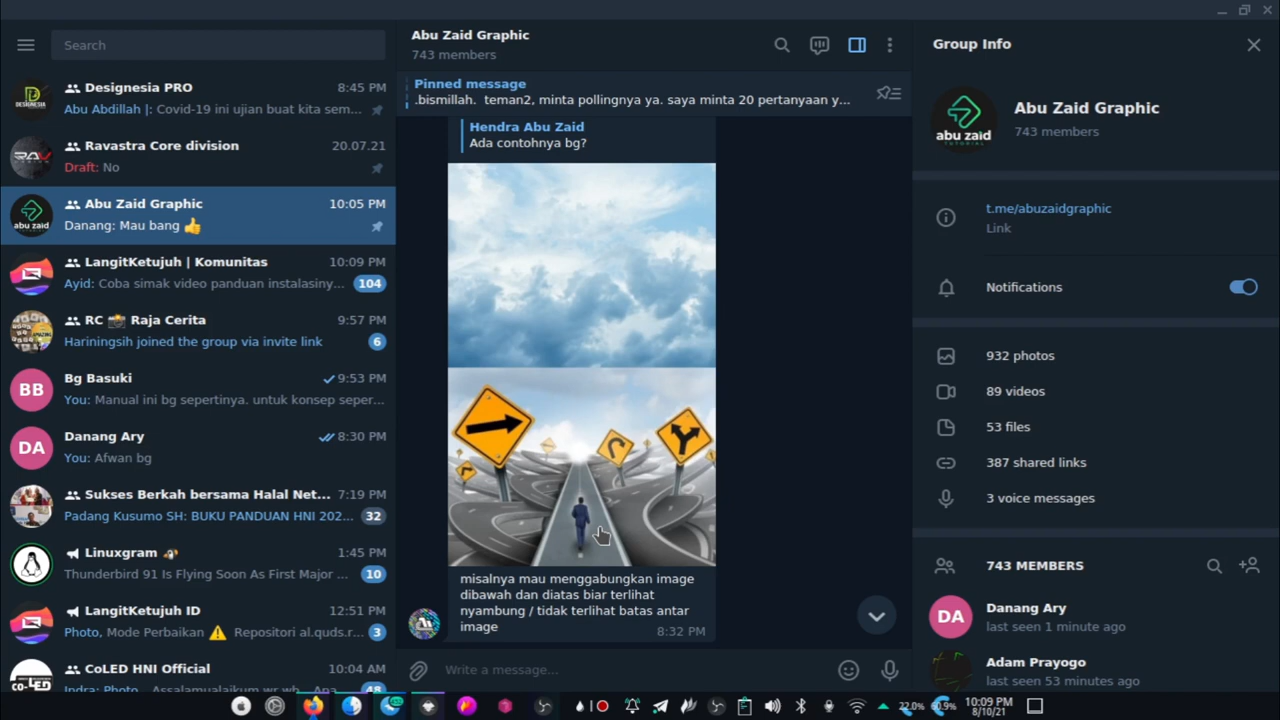 Search
Designesia PRO
8:45 PM
Abu Abdillah |: Covid-19 ini ujian buat kita sem...
Ravastra Core division
20.07.21
Draft: No
Abu Zaid Graphic
10:05 PM
Danang: Mau bang 👍
LangitKetujuh | Komunitas
10:09 PM
Ayid: Coba simak video panduan instalasiny...
104
RC 📸 Raja Cerita
9:57 PM
Hariningsih joined the group via invite link
6
BB
Bg Basuki
9:53 PM
You: Manual ini bg sepertinya. untuk konsep seper...
DA
Danang Ary
8:30 PM
You: Afwan bg
Sukses Berkah bersama Halal Net...
7:19 PM
Padang Kusumo SH: BUKU PANDUAN HNI 202...
32
Linuxgram
1:45 PM
Thunderbird 91 Is Flying Soon As First Major ...
10
LangitKetujuh ID
12:51 PM
Photo, Mode Perbaikan ⚠️ Repositori al.quds.r...
3
CoLED HNI Official
10:04 AM
Indra: Photo, Assalamualaikum wr wb
48
Abu Zaid Graphic
743 members
Pinned message
.bismillah. teman2, minta pollingnya ya. saya minta 20 pertanyaan y...
Hendra Abu Zaid
Ada contohnya bg?
misalnya mau menggabungkan image
dibawah dan diatas biar terlihat
nyambung / tidak terlihat batas antar
image
8:32 PM
Write a message...
Group Info
abu zaid
TUTORIAL
Abu Zaid Graphic
743 members
t.me/abuzaidgraphic
Link
Notifications
932 photos
89 videos
53 files
387 shared links
3 voice messages
743 MEMBERS
DA
Danang Ary
last seen 1 minute ago
Adam Prayogo
last seen 53 minutes ago
22.0%
60.9%
10:09 PM
8/10/21